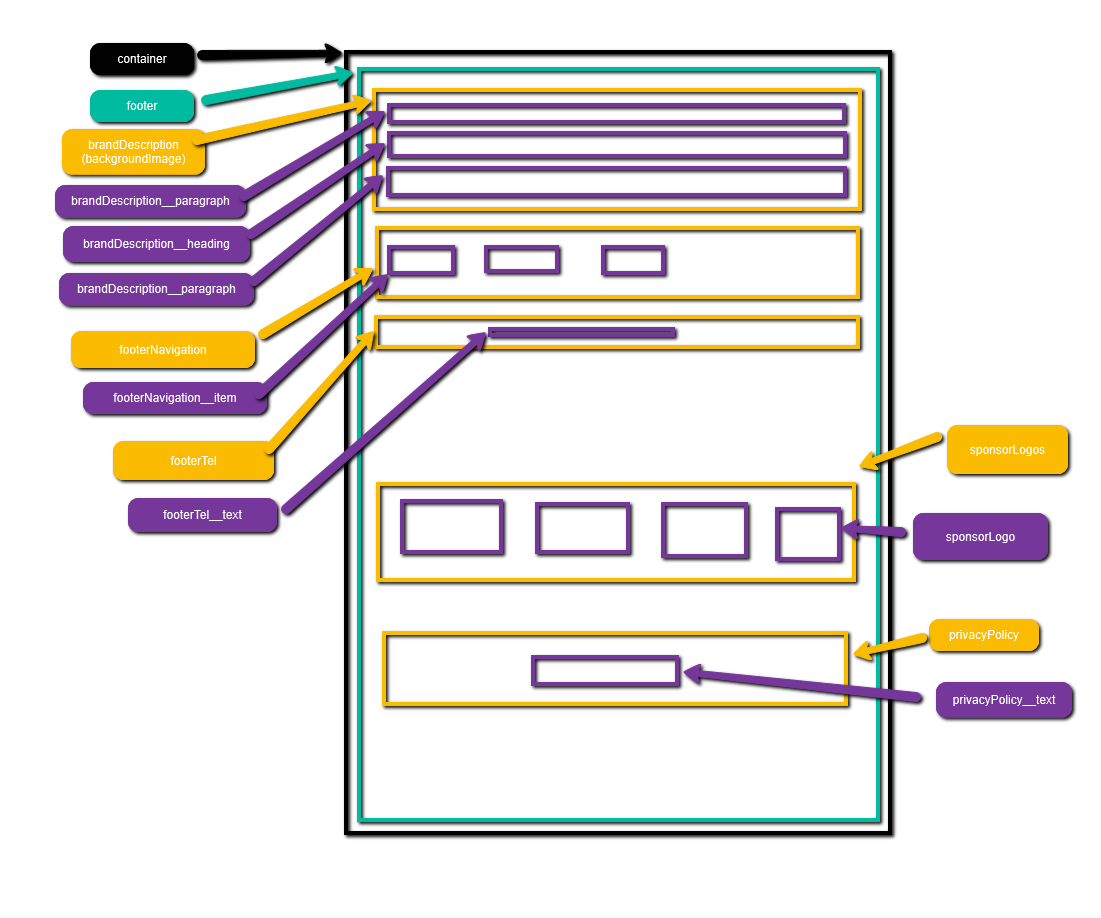 container
footer
brandDescription
(backgroundImage)
brandDescription__paragraph
brandDescription__heading
brandDescription__paragraph
footerNavigation
footerNavigation__item
footerTel
footerTel__text
sponsorLogos
sponsorLogo
privacyPolicy
privacyPolicy__text